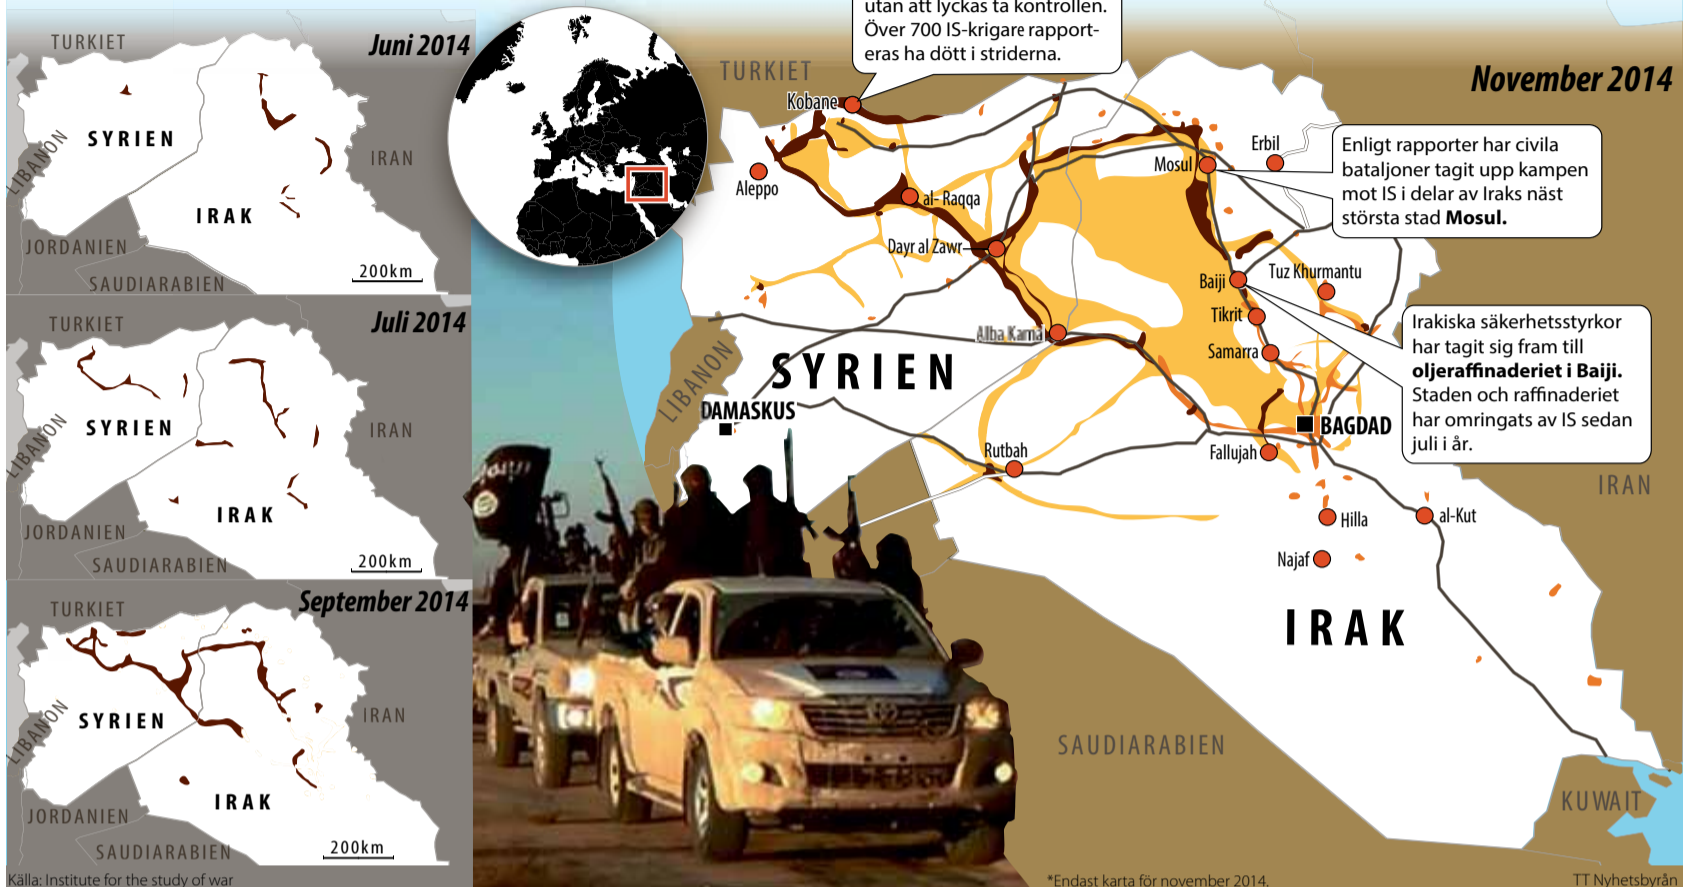 Juni 2014
TURKIET
SYRIEN
LIBANON
IRAN
IRAK
JORDANIEN
200km
SAUDIARABIEN
Juli 2014
TURKIET
SYRIEN
IRAN
LIBANON
IRAK
JORDANIEN
200km
SAUDIARABIEN
September 2014
TURKIET
SYRIEN
IRAN
LIBANON
IRAK
JORDANIEN
200km
SAUDIARABIEN
Källa: Institute for the study of war
utan att lyckas ta kontrollen.
Över 700 IS-krigare rapport-
eras ha dött i striderna.
November 2014
TURKIET
Kobane
Aleppo
al- Raqqa
Dayr al Zawr
Mosul
Erbil
Enligt rapporter har civila
bataljoner tagit upp kampen
mot IS i delar av Iraks näst
största stad Mosul.
Baiji
Tuz Khurmantu
Tikrit
Samarra
Alba Kamal
Irakiska säkerhetsstyrkor
har tagit sig fram till
oljeraffinaderiet i Baiji.
Staden och raffinaderiet
har omringats av IS sedan
juli i år.
SYRIEN
LIBANON
DAMASKUS
BAGDAD
Rutbah
Fallujah
IRAN
Hilla
al-Kut
Najaf
IRAK
SAUDIARABIEN
KUWAIT
*Endast karta för november 2014.
TT Nyhetsbyrån